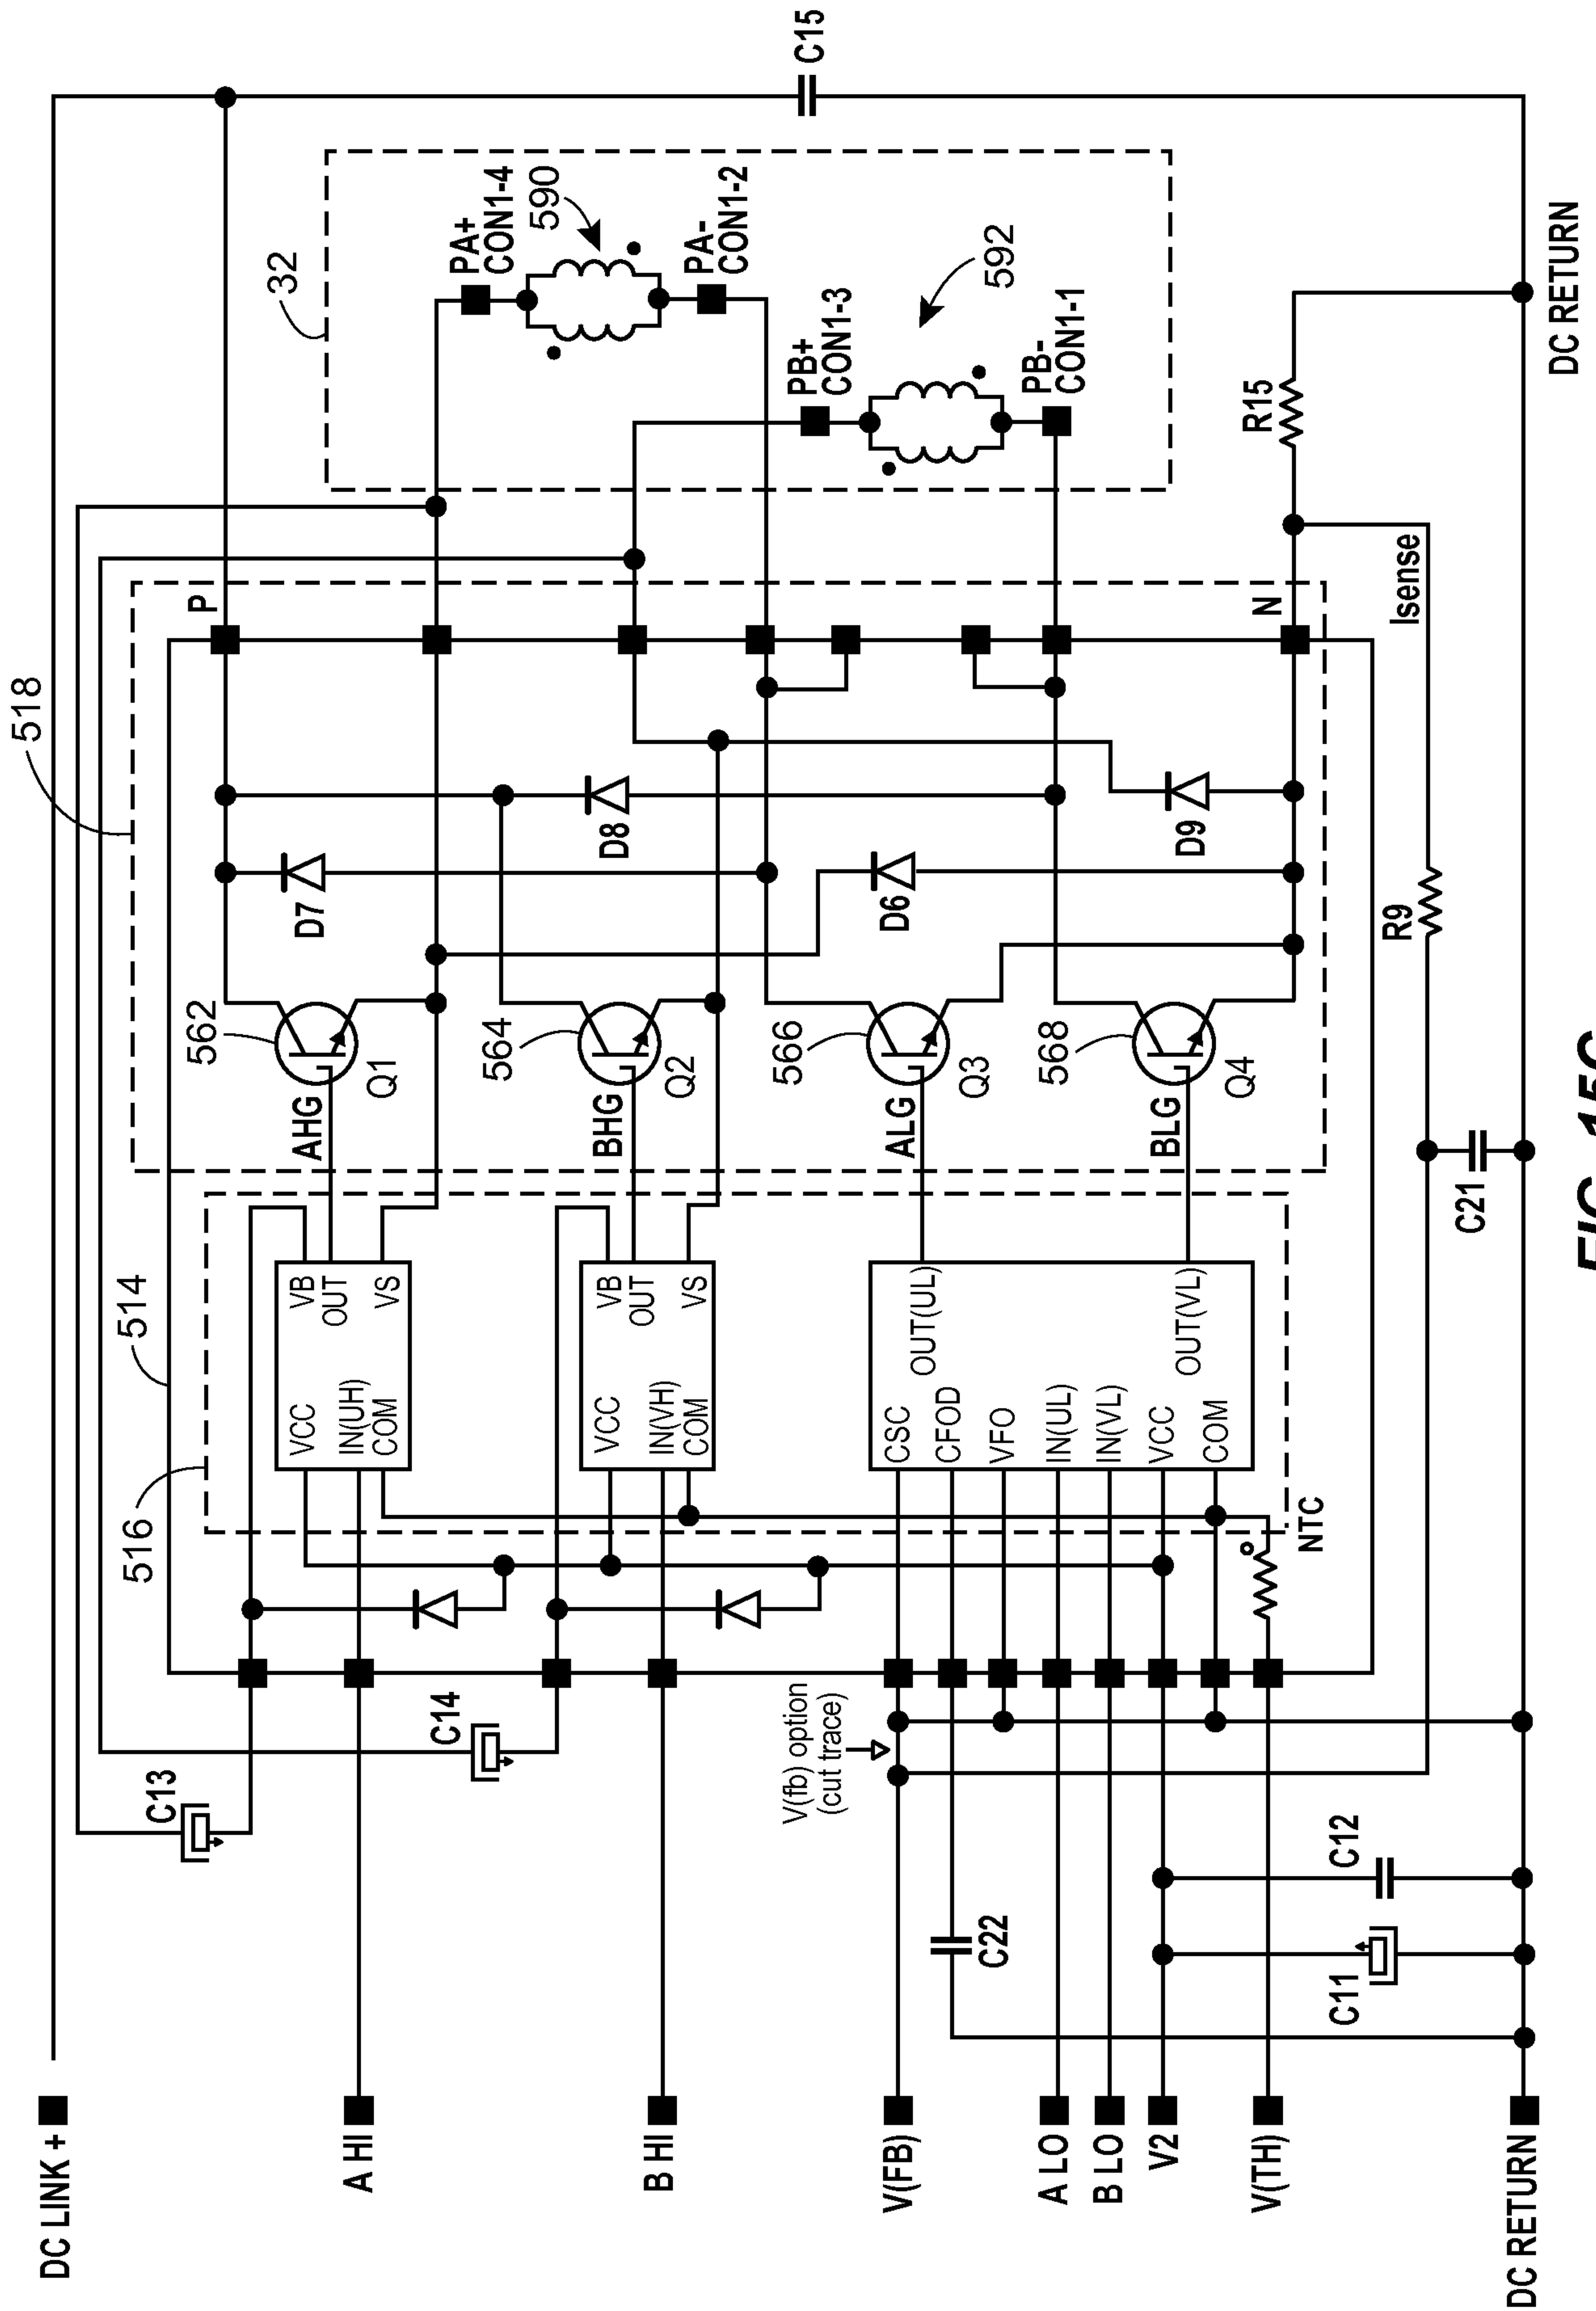 DC LINK +
A HI
B HI
V(FB)
A LO
B LO
V2
V(TH)
DC RETURN
C13
C14
V(fb) option
(cut trace)
C22
C11
C12
516
514
VCC
IN(UH)
COM
VB
OUT
VS
VCC
IN(VH)
COM
VB
OUT
VS
CSC
CFOD
VFO
IN(UL)
IN(VL)
VCC
COM
OUT(UL)
OUT(VL)
NTC
C21
518
AHG
562
Q1
BHG
564
Q2
ALG
566
Q3
BLG
568
Q4
D7
D8
D6
D9
P
N
Isense
R9
R15
32
PA+
CON1-4
590
PA-
CON1-2
PB+
CON1-3
592
PB-
CON1-1
C15
DC RETURN
FIG. 15C